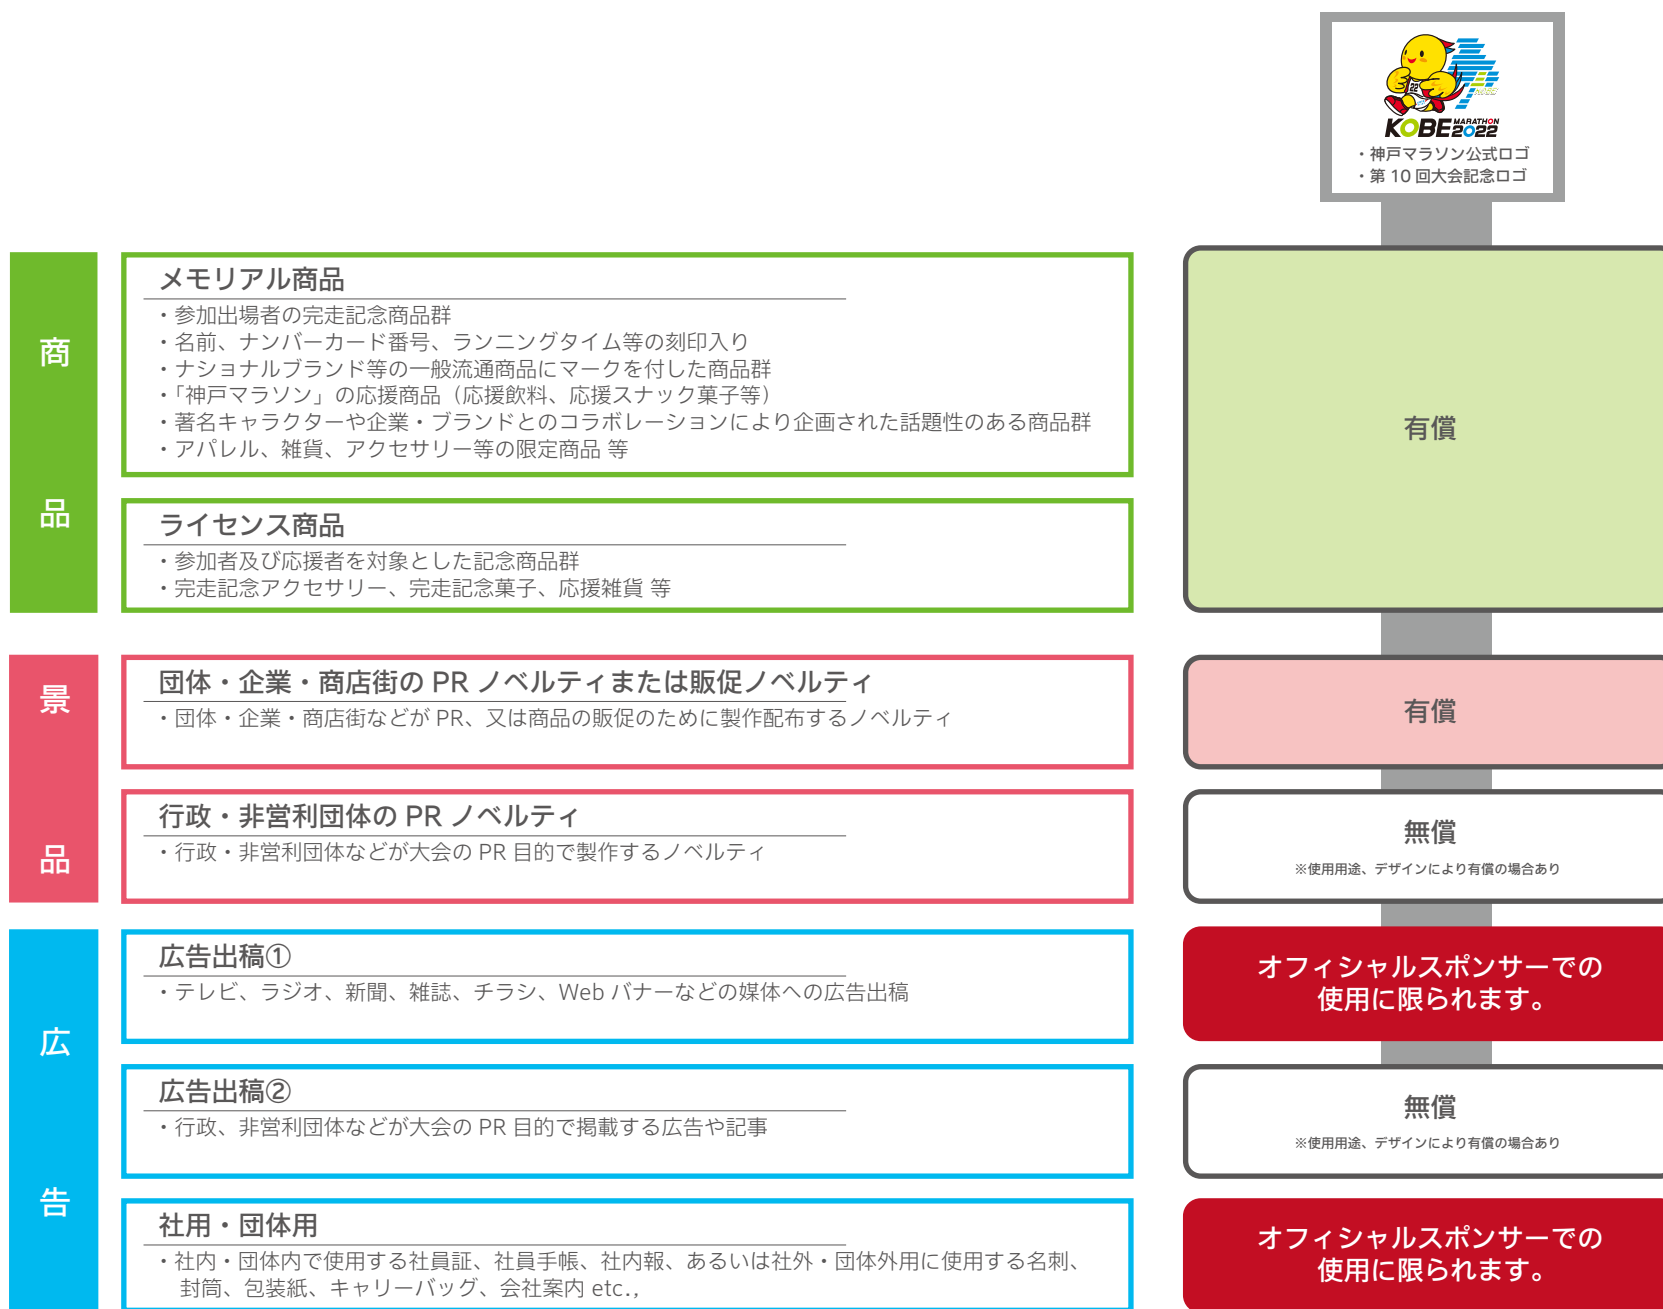 22
KOBE
KOBE MARATHON 2022
・神戸マラソン公式ロゴ
・第 10 回大会記念ロゴ
商品
メモリアル商品
・参加出場者の完走記念商品群
・名前、ナンバーカード番号、ランニングタイム等の刻印入り
・ナショナルブランド等の一般流通商品にマークを付した商品群
・「神戸マラソン」の応援商品（応援飲料、応援スナック菓子等）
・著名キャラクターや企業・ブランドとのコラボレーションにより企画された話題性のある商品群
・アパレル、雑貨、アクセサリー等の限定商品 等
有償
ライセンス商品
・参加者及び応援者を対象とした記念商品群
・完走記念アクセサリー、完走記念菓子、応援雑貨 等
景品
団体・企業・商店街の PR ノベルティまたは販促ノベルティ
・団体・企業・商店街などが PR、又は商品の販促のために製作配布するノベルティ
有償
行政・非営利団体の PR ノベルティ
・行政・非営利団体などが大会の PR 目的で製作するノベルティ
無償
※使用用途、デザインにより有償の場合あり
広告
広告出稿①
・テレビ、ラジオ、新聞、雑誌、チラシ、Web バナーなどの媒体への広告出稿
オフィシャルスポンサーでの
使用に限られます。
広告出稿②
・行政、非営利団体などが大会の PR 目的で掲載する広告や記事
無償
※使用用途、デザインにより有償の場合あり
社用・団体用
・社内・団体内で使用する社員証、社員手帳、社内報、あるいは社外・団体外用に使用する名刺、
封筒、包装紙、キャリーバッグ、会社案内 etc.,
オフィシャルスポンサーでの
使用に限られます。